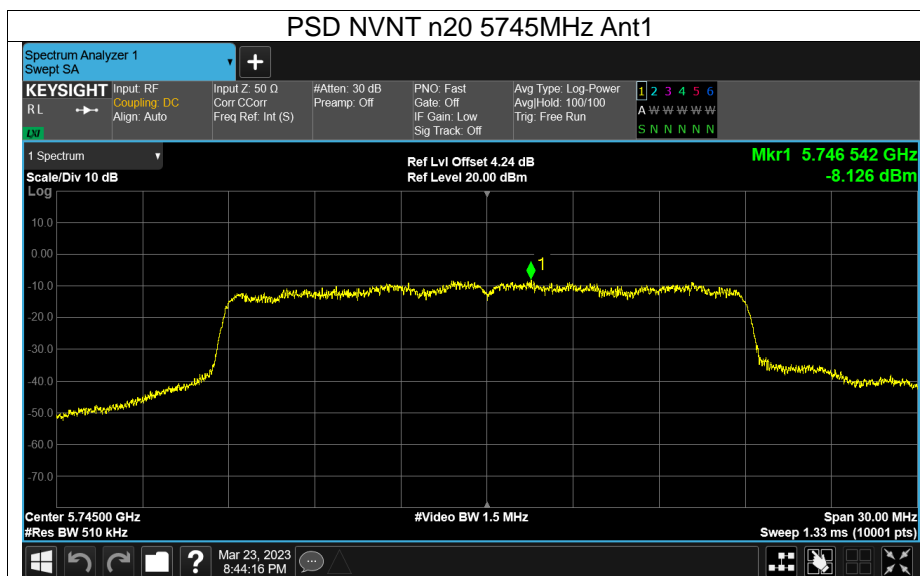 PSD NVNT n20 5745MHz Ant1
Spectrum Analyzer 1
Swept SA
+
KEYSIGHT
RL
LXI
Input: RF
Coupling: DC
Align: Auto
Input Z: 50 Ω
Corr CCorr
Freq Ref: Int (S)
#Atten: 30 dB
Preamp: Off
PNO: Fast
Gate: Off
IF Gain: Low
Sig Track: Off
Avg Type: Log-Power
Avg|Hold: 100/100
Trig: Free Run
1 2 3 4 5 6
A W W W W W
S N N N N N
1 Spectrum
Scale/Div 10 dB
Ref Lvl Offset 4.24 dB
Ref Level 20.00 dBm
Mkr1 5.746 542 GHz
-8.126 dBm
Log
10.0
0.00
-10.0
-20.0
-30.0
-40.0
-50.0
-60.0
-70.0
1
Center 5.74500 GHz
#Res BW 510 kHz
#Video BW 1.5 MHz
Span 30.00 MHz
Sweep 1.33 ms (10001 pts)
?
Mar 23, 2023
8:44:16 PM